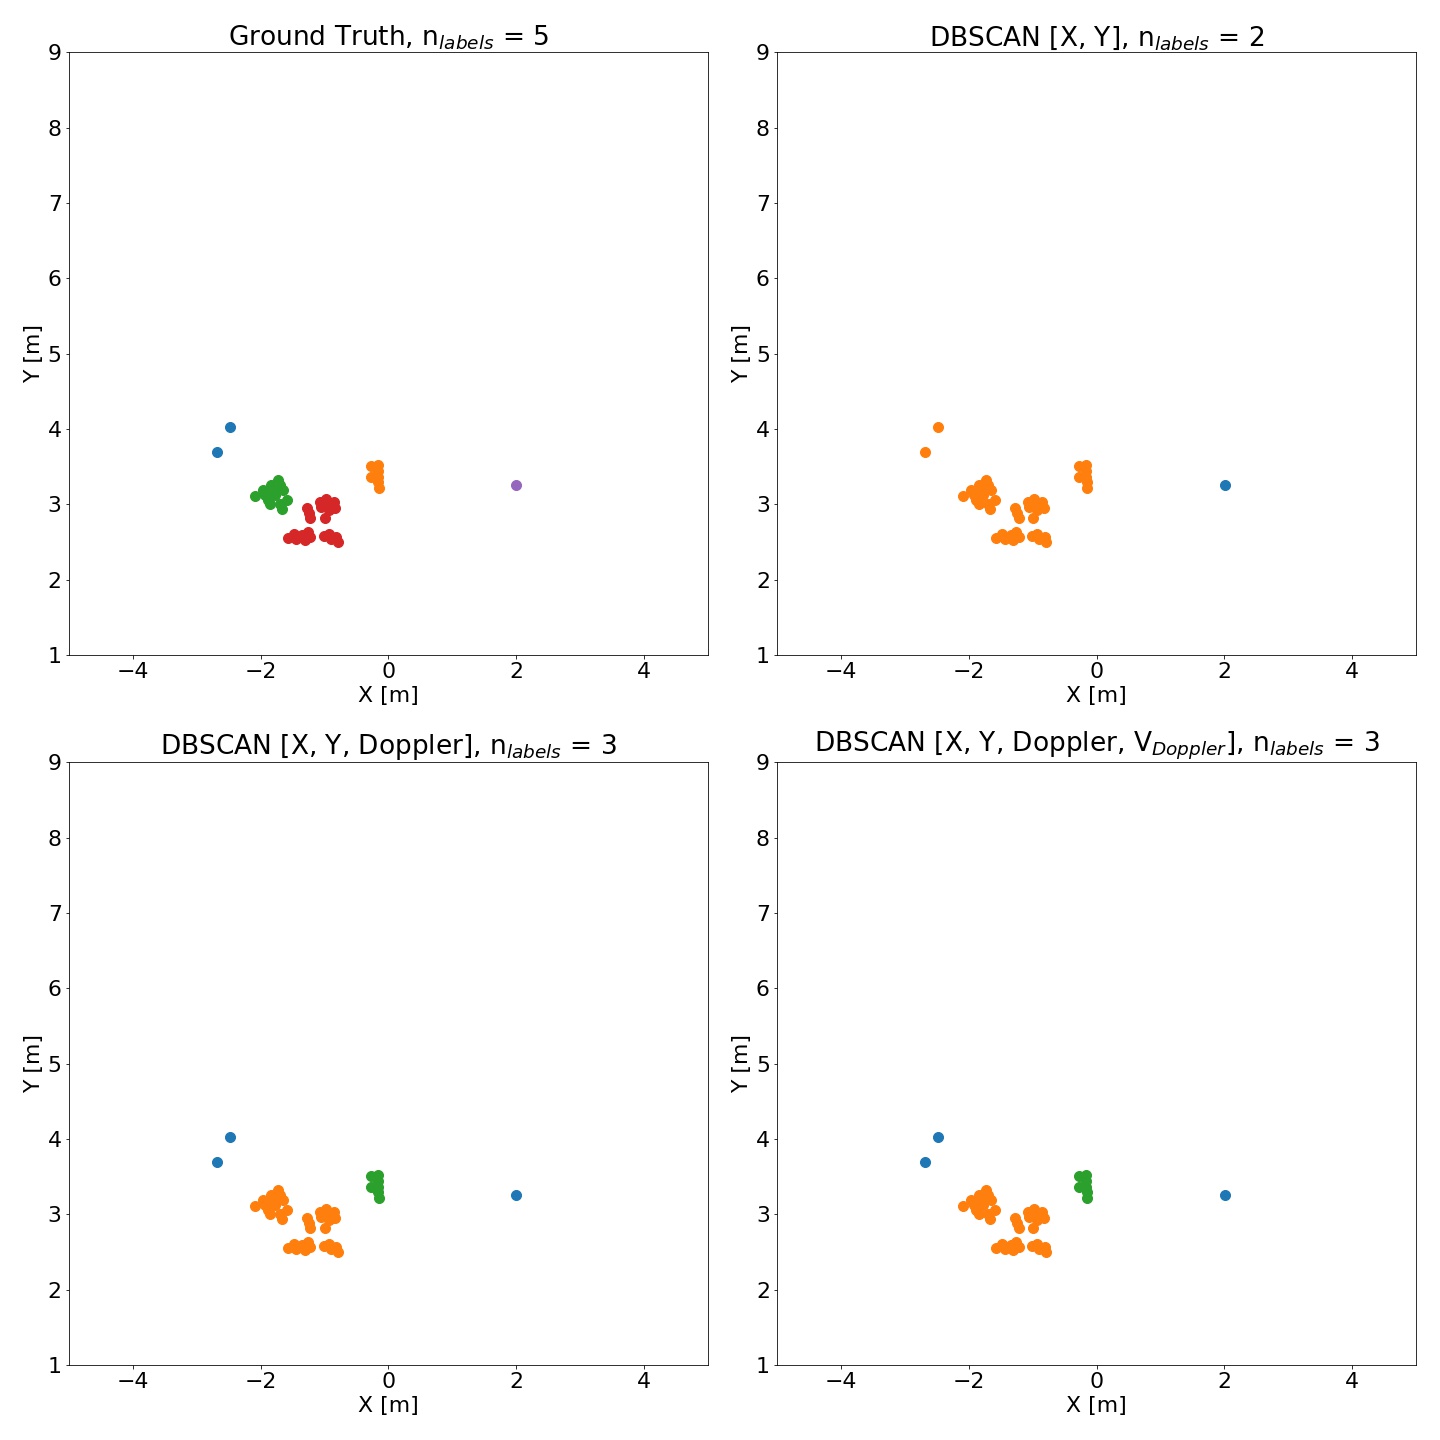 Ground Truth, n_labels = 5
9
8
7
6
5
4
3
2
1
Y [m]
−4 −2 0 2 4
X [m]
DBSCAN [X, Y], n_labels = 2
9
8
7
6
5
4
3
2
1
Y [m]
−4 −2 0 2 4
X [m]
DBSCAN [X, Y, Doppler], n_labels = 3
9
8
7
6
5
4
3
2
1
Y [m]
−4 −2 0 2 4
X [m]
DBSCAN [X, Y, Doppler, V_Doppler], n_labels = 3
9
8
7
6
5
4
3
2
1
Y [m]
−4 −2 0 2 4
X [m]